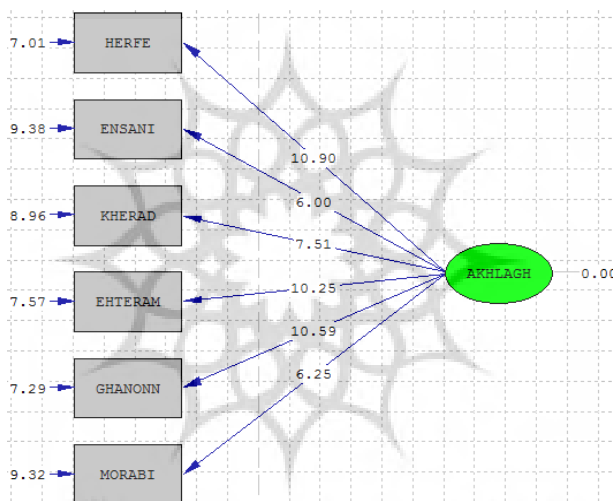 7.01 HERFE
9.38 ENSANI
8.96 KHERAD
7.57 EHTERAM
7.29 GHANONN
9.32 MORABI
10.90
6.00
7.51
10.25
10.59
6.25
AKHLAGH 0.00